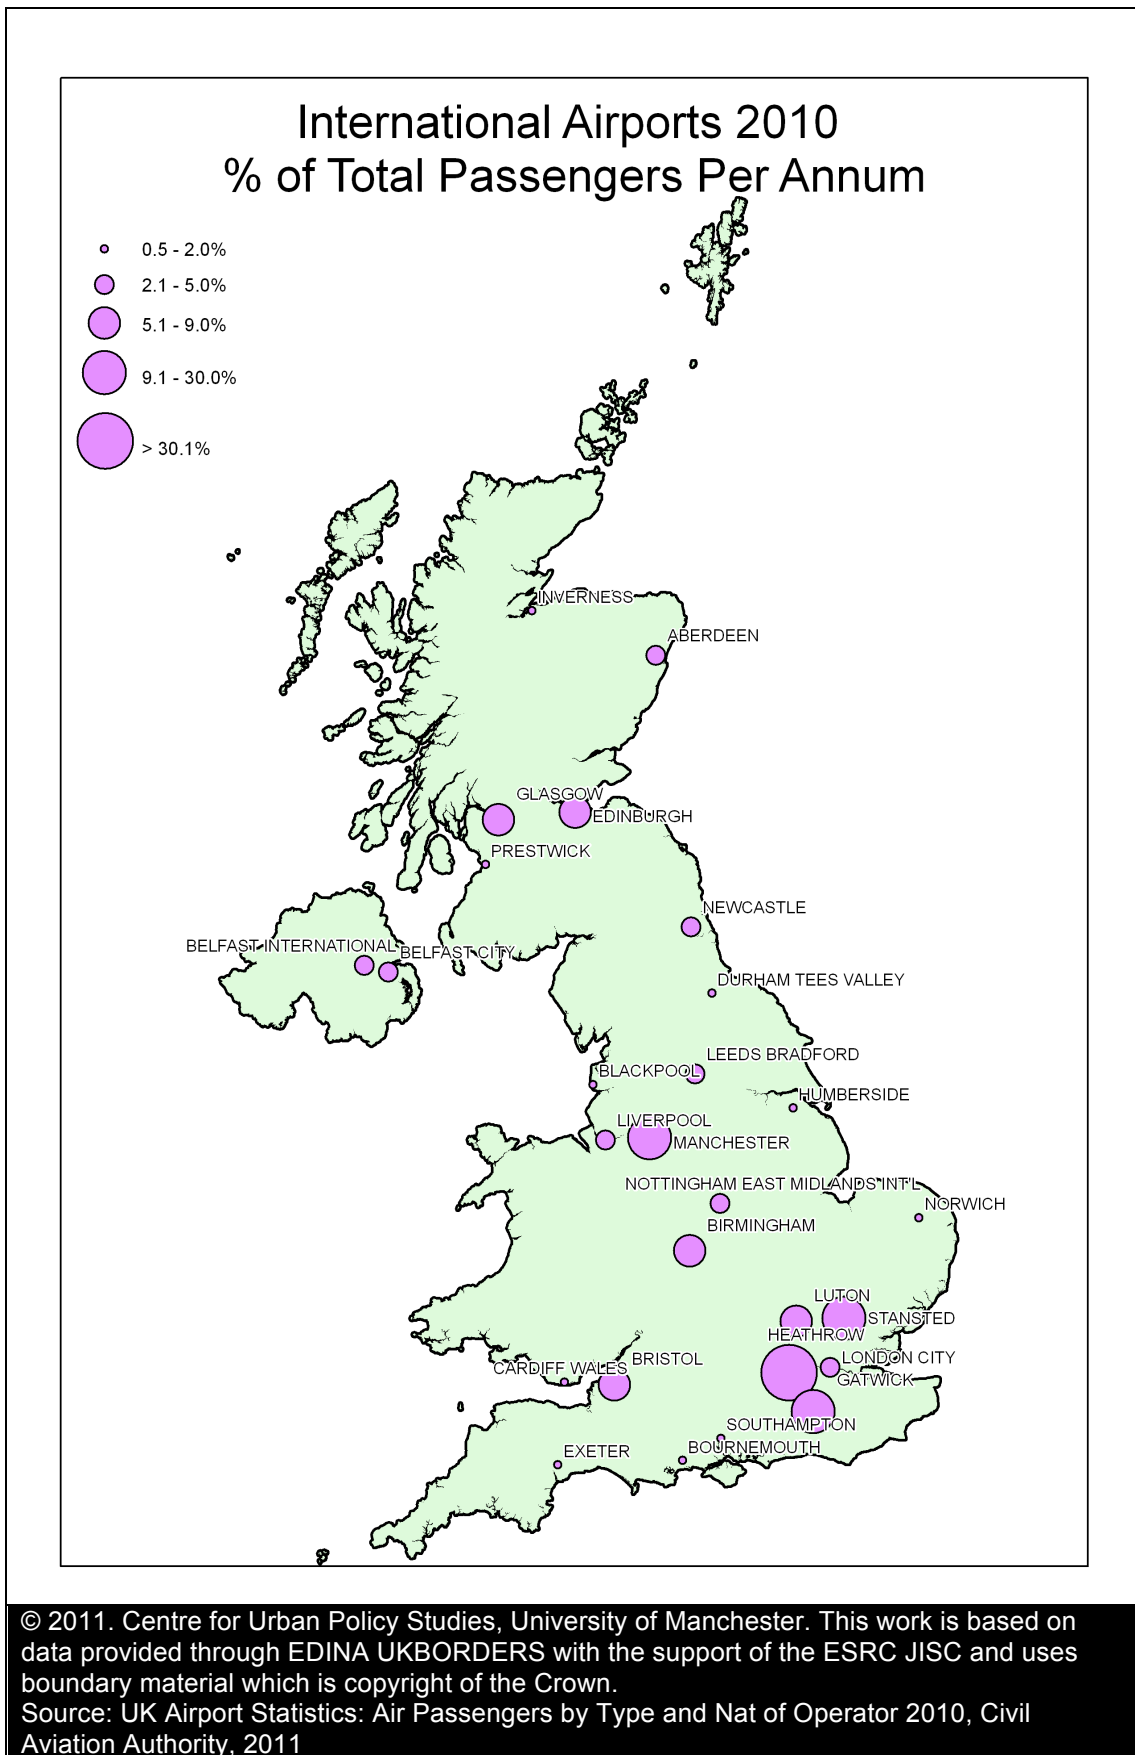 International Airports 2010
% of Total Passengers Per Annum
0.5 - 2.0%
2.1 - 5.0%
5.1 - 9.0%
9.1 - 30.0%
> 30.1%
INVERNESS
ABERDEEN
GLASGOW
EDINBURGH
PRESTWICK
NEWCASTLE
BELFAST INTERNATIONAL
BELFAST CITY
DURHAM TEES VALLEY
LEEDS BRADFORD
BLACKPOOL
HUMBERSIDE
LIVERPOOL
MANCHESTER
NOTTINGHAM EAST MIDLANDS INT'L
NORWICH
BIRMINGHAM
LUTON
STANSTED
HEATHROW
LONDON CITY
BRISTOL
CARDIFF WALES
GATWICK
SOUTHAMPTON
BOURNEMOUTH
EXETER
© 2011. Centre for Urban Policy Studies, University of Manchester. This work is based on
data provided through EDINA UKBORDERS with the support of the ESRC JISC and uses
boundary material which is copyright of the Crown.
Source: UK Airport Statistics: Air Passengers by Type and Nat of Operator 2010, Civil
Aviation Authority, 2011